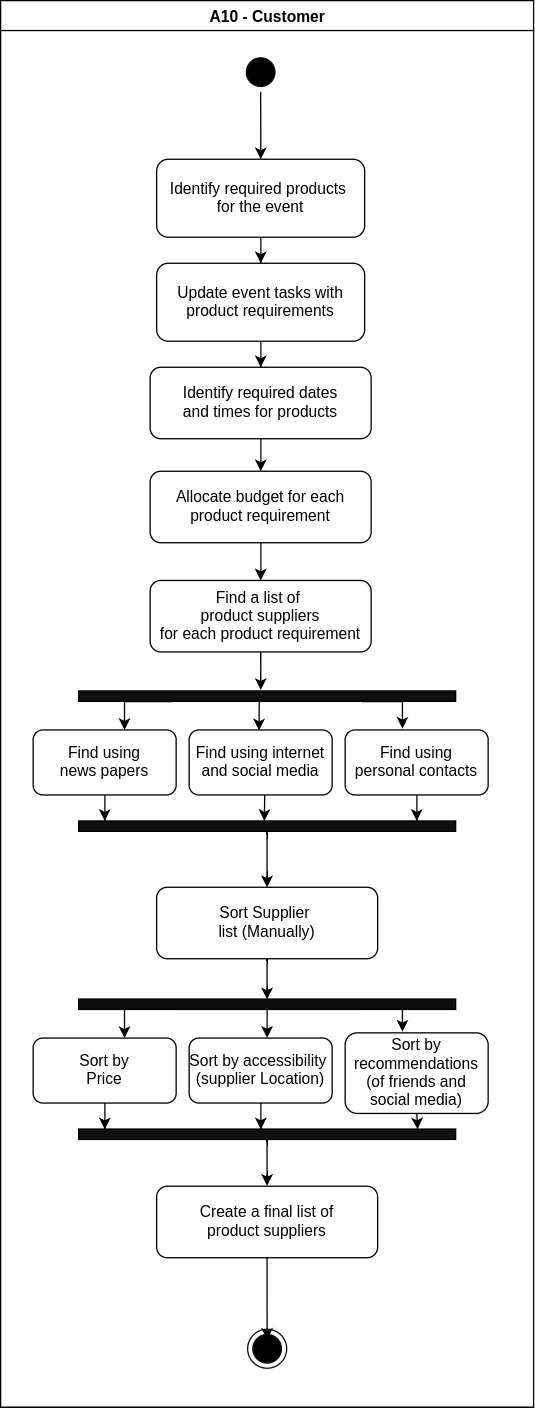 A10 - Customer
Identify required products
for the event
Update event tasks with
product requirements
Identify required dates
and times for products
Allocate budget for each
product requirement
Find a list of
product suppliers
for each product requirement
Find using
news papers
Find using internet
and social media
Find using
personal contacts
Sort Supplier
list (Manually)
Sort by
Price
Sort by accessibility
(supplier Location)
Sort by
recommendations
(of friends and
social media)
Create a final list of
product suppliers